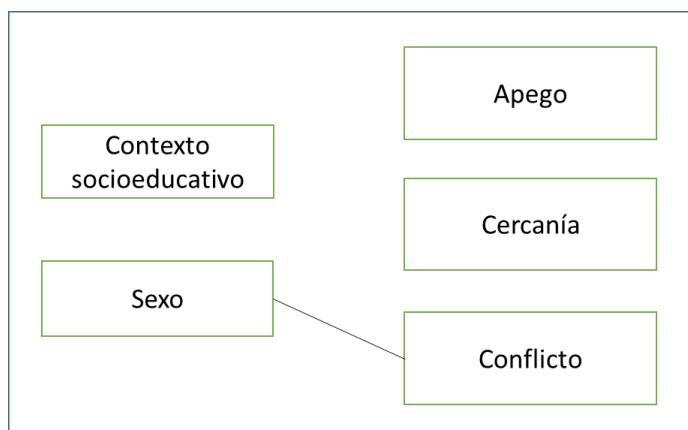 Contexto
socioeducativo
Sexo
Apego
Cercanía
Conflicto